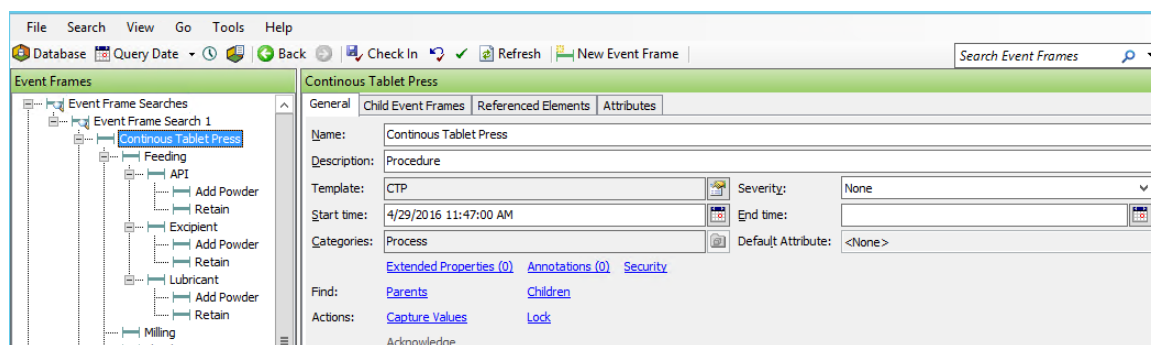 File Search View Go Tools Help
Database Query Date Back Check In Refresh New Event Frame Search Event Frames
Event Frames
Event Frame Searches
Event Frame Search 1
Continous Tablet Press
Feeding
API
Add Powder
Retain
Excipient
Add Powder
Retain
Lubricant
Add Powder
Retain
Milling
Continous Tablet Press
General Child Event Frames Referenced Elements Attributes
Name: Continous Tablet Press
Description: Procedure
Template: CTP Severity: None
Start time: 4/29/2016 11:47:00 AM End time:
Categories: Process Default Attribute: <None>
Extended Properties (0) Annotations (0) Security
Find: Parents Children
Actions: Capture Values Lock
Acknowledge